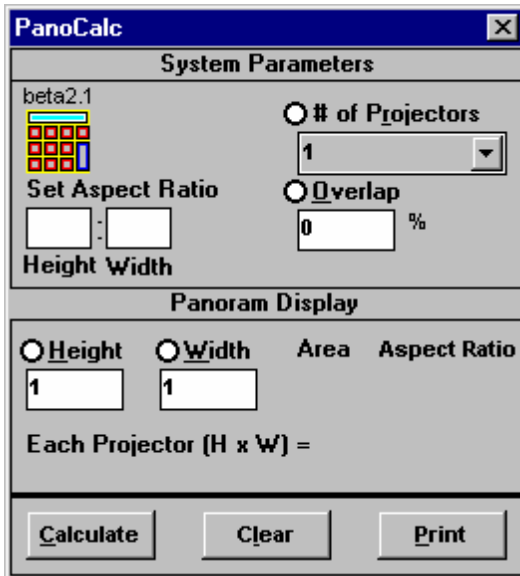 PanoCalc
System Parameters
beta2.1
# of Projectors
1
Set Aspect Ratio
Overlap
:
0 %
Height Width
Panoram Display
Height Width Area Aspect Ratio
1 1
Each Projector (H x W) =
Calculate Clear Print